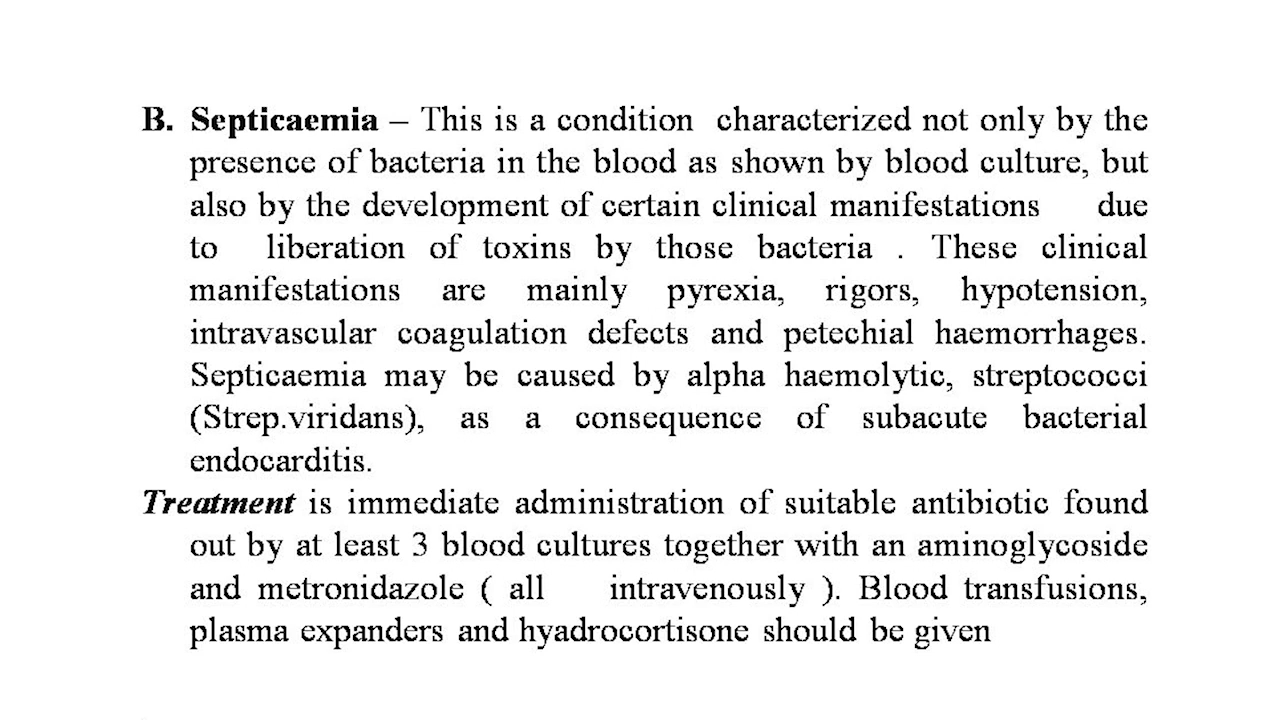 B. Septicaemia – This is a condition characterized not only by the
presence of bacteria in the blood as shown by blood culture, but
also by the development of certain clinical manifestations due
to liberation of toxins by those bacteria . These clinical
manifestations are mainly pyrexia, rigors, hypotension,
intravascular coagulation defects and petechial haemorrhages.
Septicaemia may be caused by alpha haemolytic, streptococci
(Strep.viridans), as a consequence of subacute bacterial
endocarditis.
Treatment is immediate administration of suitable antibiotic found
out by at least 3 blood cultures together with an aminoglycoside
and metronidazole ( all intravenously ). Blood transfusions,
plasma expanders and hyadrocortisone should be given